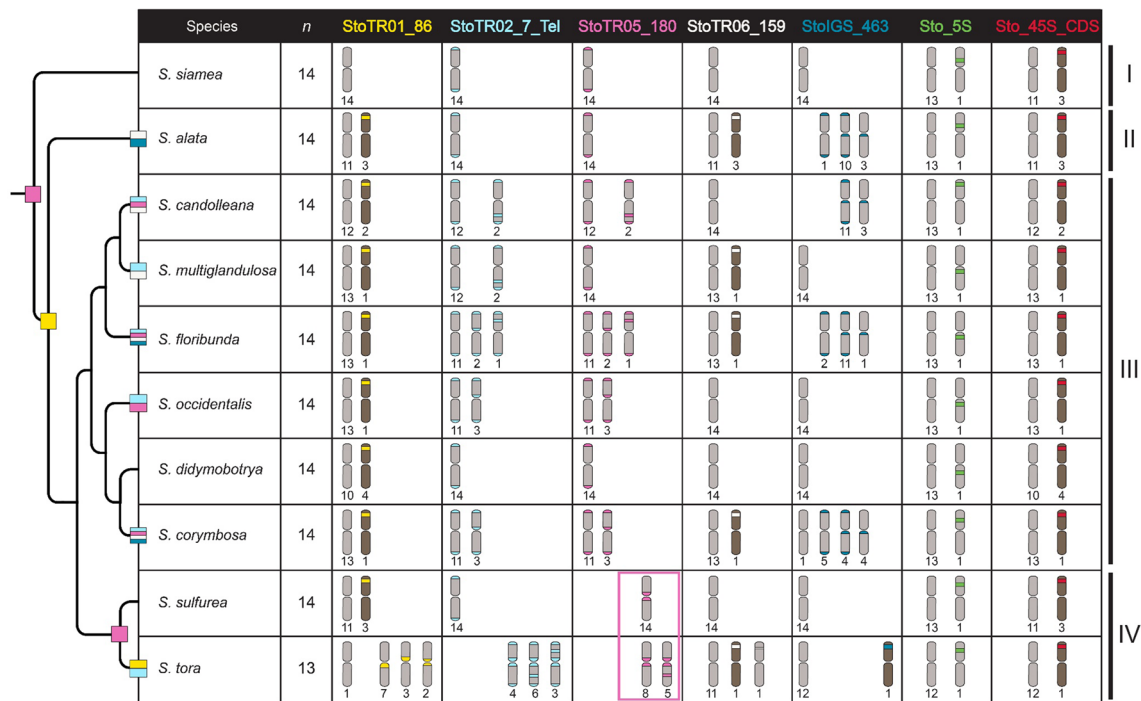 Species n StoTR01_86 StoTR02_7_Tel StoTR05_180 StoTR06_159 StoIGS_463 Sto_5S Sto_45S_CDS
S. siamea 14 14 14 14 14 14 13 1 11 3 I
S. alata 14 11 3 14 14 11 3 1 10 3 13 1 11 3 II
S. candolleana 14 12 2 12 2 12 2 14 11 3 13 1 12 2
S. multiglandulosa 14 13 1 12 2 14 13 1 14 13 1 13 1
S. floribunda 14 13 1 11 2 1 11 2 1 13 1 2 11 1 13 1 13 1
III
S. occidentalis 14 13 1 11 3 11 3 14 14 13 1 13 1
S. didymobotrya 14 10 4 14 14 14 14 13 1 10 4
S. corymbosa 14 13 1 11 3 11 3 13 1 1 5 4 4 13 1 13 1
S. sulfurea 14 11 3 14 14 14 14 13 1 11 3
IV
S. tora 13 1 7 3 2 4 6 3 8 5 11 1 1 12 1 12 1 12 1